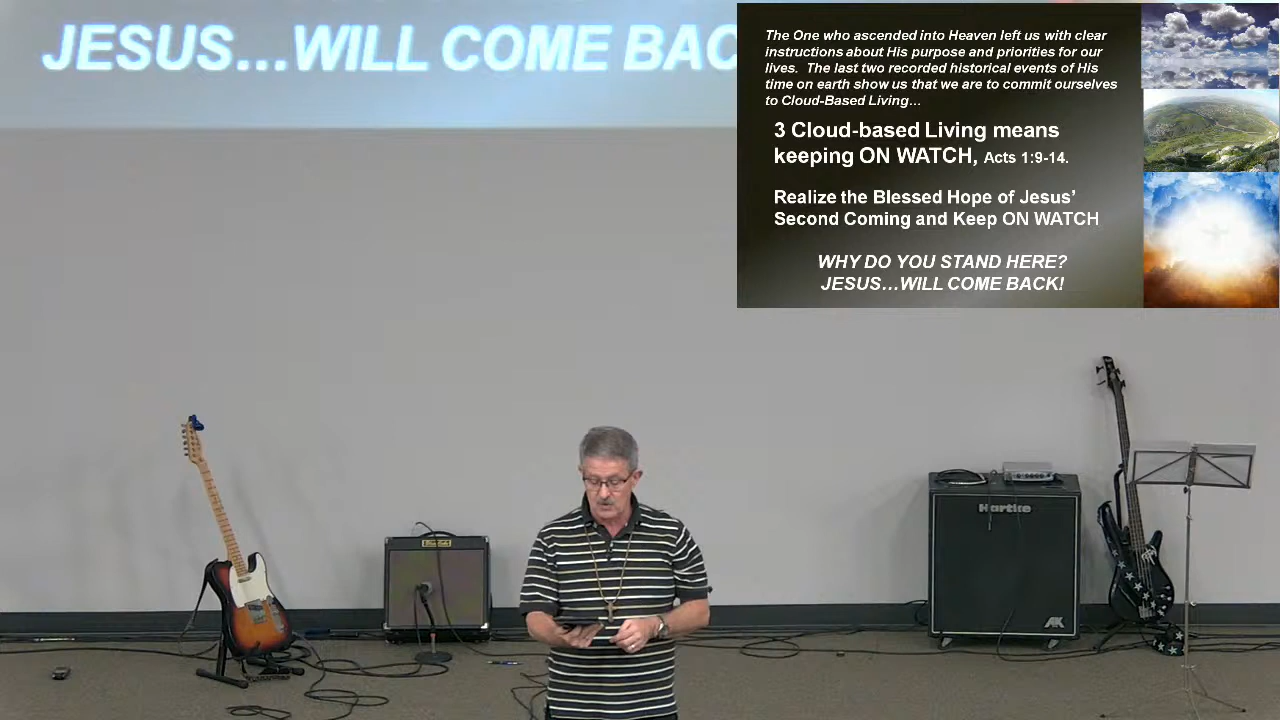 JESUS...WILL COME BAC
The One who ascended into Heaven left us with clear
instructions about His purpose and priorities for our
lives. The last two recorded historical events of His
time on earth show us that we are to commit ourselves
to Cloud-Based Living...
3 Cloud-based Living means
keeping ON WATCH, Acts 1:9-14.
Realize the Blessed Hope of Jesus'
Second Coming and Keep ON WATCH
WHY DO YOU STAND HERE?
JESUS...WILL COME BACK!
Hartke
AK